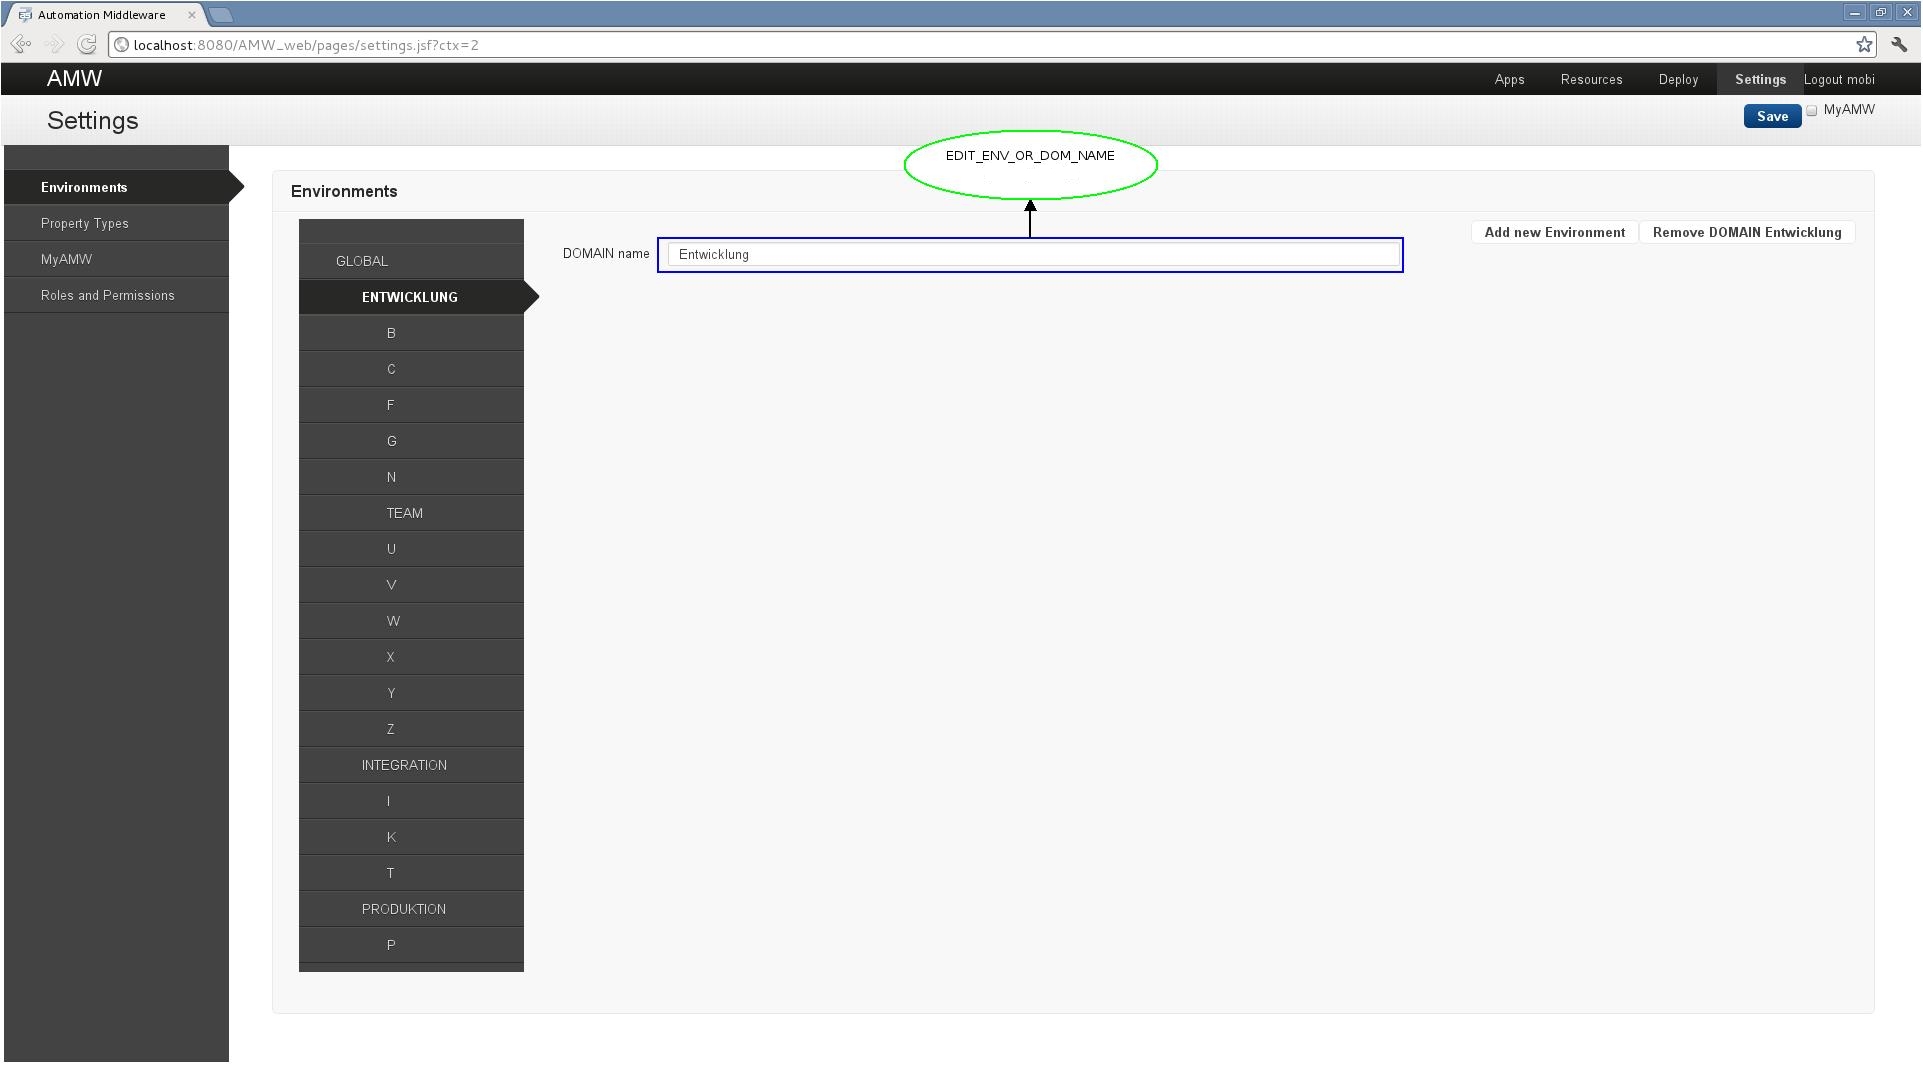 Automation Middleware
localhost:8080/AMW_web/pages/settings.jsf?ctx=2
AMW
Apps Resources Deploy Settings Logout mobi
Settings
Save MyAMW
Environments
Property Types
MyAMW
Roles and Permissions
EDIT_ENV_OR_DOM_NAME
Environments
Add new Environment Remove DOMAIN Entwicklung
DOMAIN name Entwicklung
GLOBAL
ENTWICKLUNG
B
C
F
G
N
TEAM
U
V
W
X
Y
Z
INTEGRATION
I
K
T
PRODUKTION
P